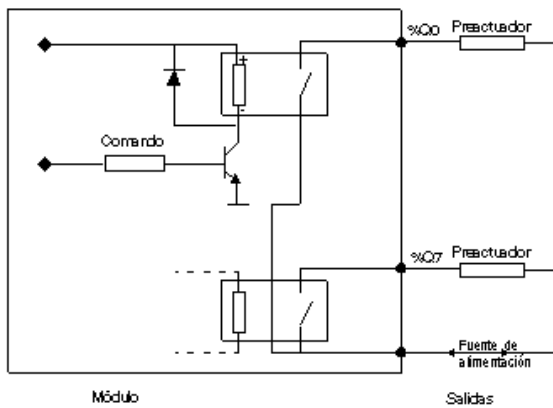 %Q0 Preactuador
+
-
Comando
%Q7 Preactuador
Fuente de
alimentación
Módulo Salidas